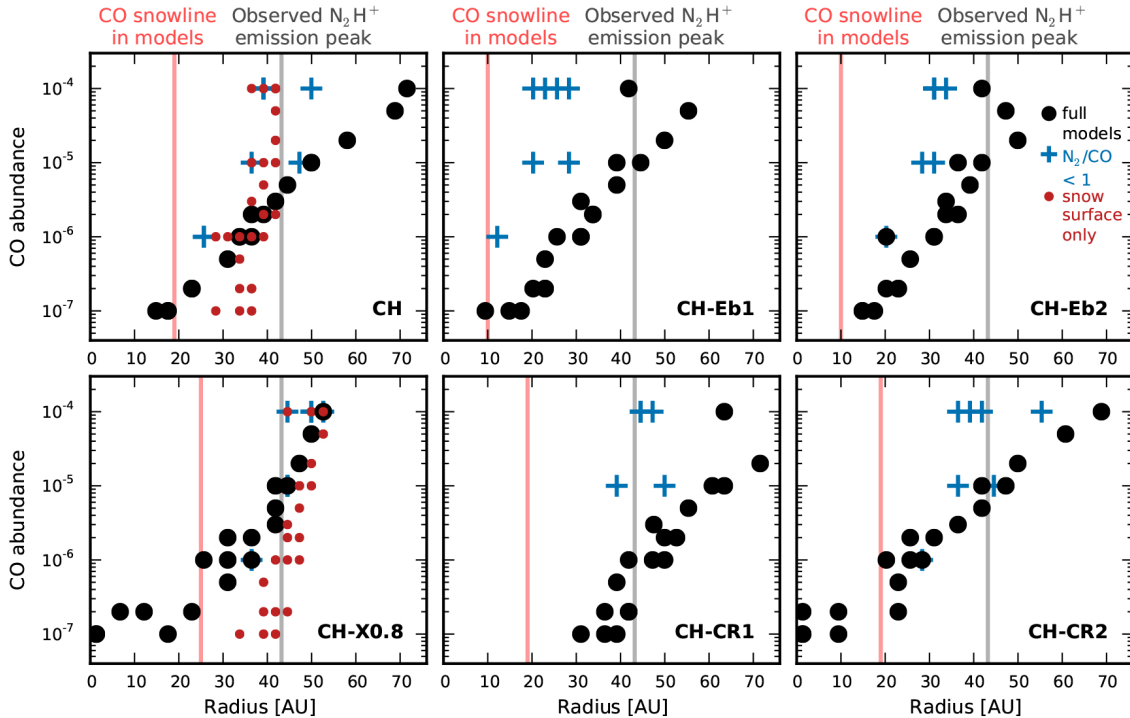 CO snowline
in models
Observed N₂H⁺
emission peak
CO snowline
in models
Observed N₂H⁺
emission peak
CO snowline
in models
Observed N₂H⁺
emission peak
CO abundance
10⁻⁴
10⁻⁵
10⁻⁶
10⁻⁷
CH
0 10 20 30 40 50 60 70
CH-Eb1
0 10 20 30 40 50 60 70
full
models
N₂/CO
< 1
snow
surface
only
CH-Eb2
0 10 20 30 40 50 60 70
CO abundance
10⁻⁴
10⁻⁵
10⁻⁶
10⁻⁷
CH-X0.8
0 10 20 30 40 50 60 70
Radius [AU]
CH-CR1
0 10 20 30 40 50 60 70
Radius [AU]
CH-CR2
0 10 20 30 40 50 60 70
Radius [AU]